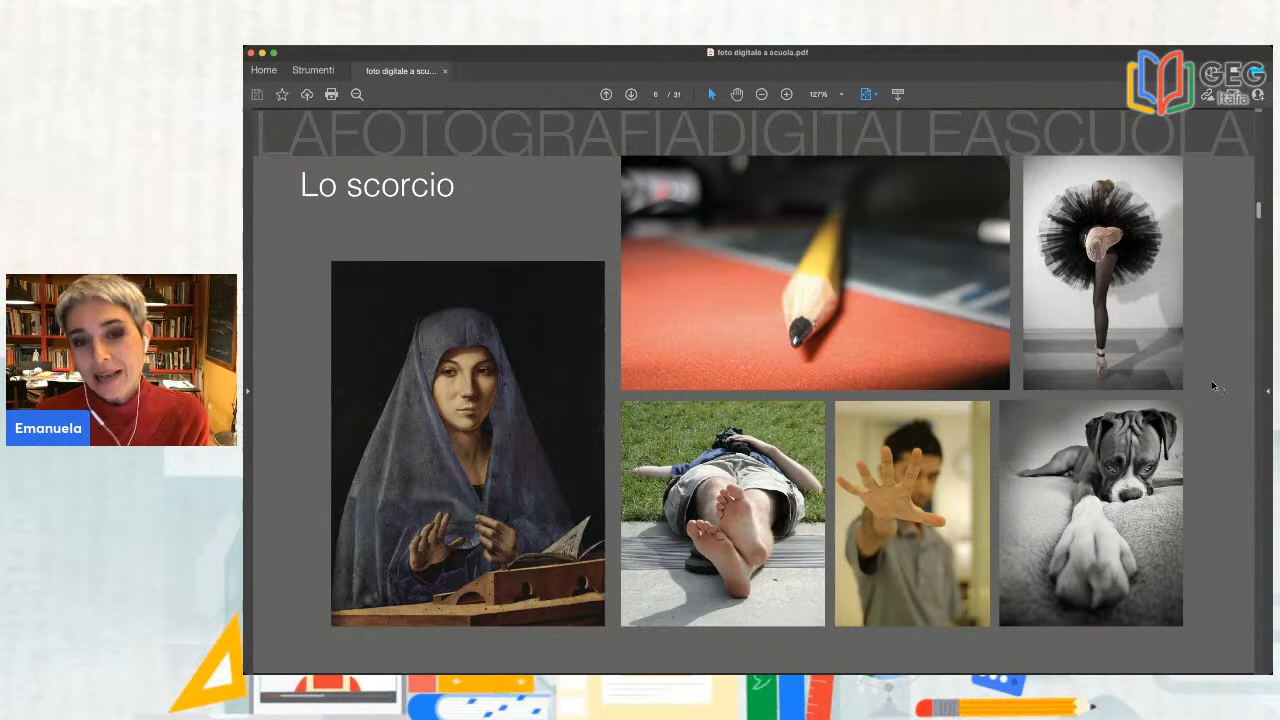 foto digitale a scuola.pdf
Home Strumenti foto digitale a scu... ×
6 / 31 127%
GEG
Italia
LAFOTOGRAFIADIGITALEASCUOLA
Lo scorcio
Emanuela